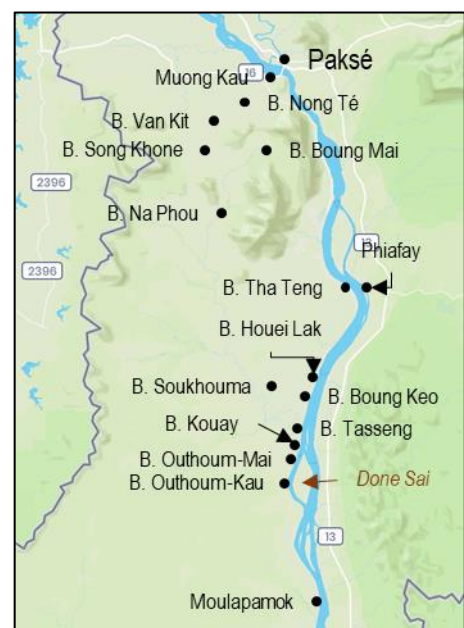 Paksé
16
Muong Kau
B. Nong Té
B. Van Kit
B. Song Khone
B. Boung Mai
2396
B. Na Phou
13
Phiafay
2396
B. Tha Teng
B. Houei Lak
B. Soukhouma
B. Boung Keo
B. Kouay
B. Tasseng
B. Outhoum-Mai
B. Outhoum-Kau
Done Sai
13
Moulapamok